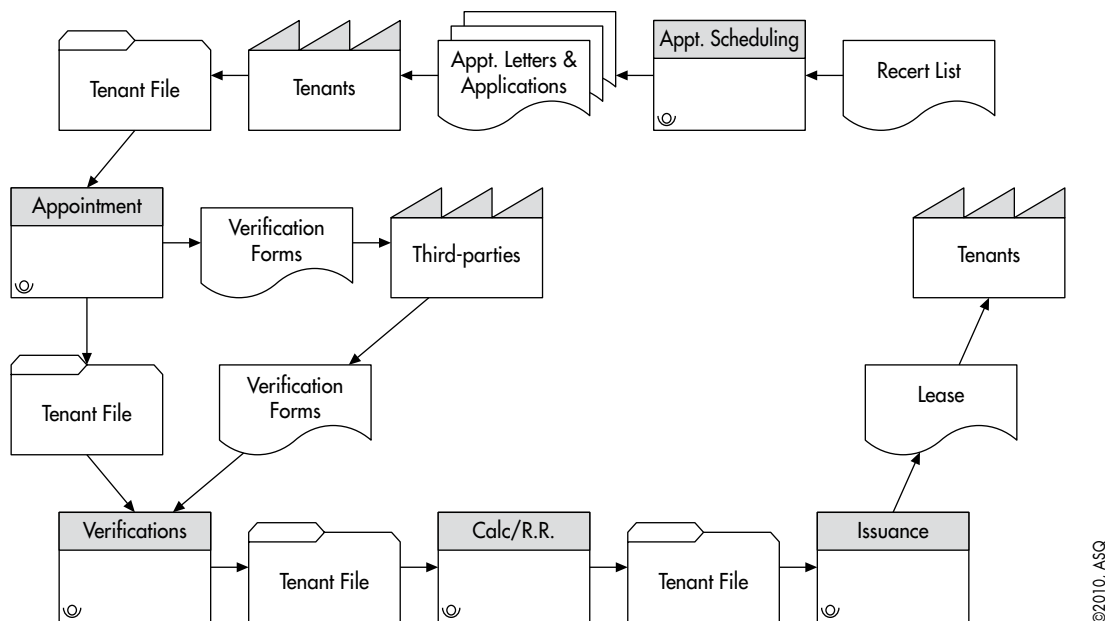 Appt. Scheduling
Recert List
Appt. Letters &
Applications
Tenants
Tenant File
Appointment
Verification
Forms
Third-parties
Tenants
Tenant File
Verification
Forms
Lease
Verifications
Tenant File
Calc/R.R.
Tenant File
Issuance
©2010, ASQ